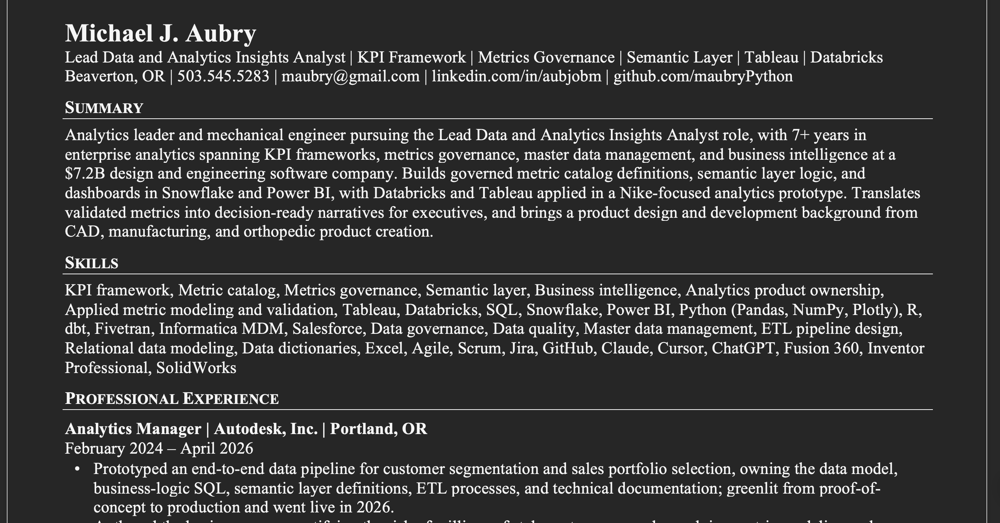 Michael J. Aubry
Lead Data and Analytics Insights Analyst | KPI Framework | Metrics Governance | Semantic Layer | Tableau | Databricks
Beaverton, OR | 503.545.5283 | maubry@gmail.com | linkedin.com/in/aubjobm | github.com/maubryPython
SUMMARY
Analytics leader and mechanical engineer pursuing the Lead Data and Analytics Insights Analyst role, with 7+ years in
enterprise analytics spanning KPI frameworks, metrics governance, master data management, and business intelligence at a
$7.2B design and engineering software company. Builds governed metric catalog definitions, semantic layer logic, and
dashboards in Snowflake and Power BI, with Databricks and Tableau applied in a Nike-focused analytics prototype. Translates
validated metrics into decision-ready narratives for executives, and brings a product design and development background from
CAD, manufacturing, and orthopedic product creation.
SKILLS
KPI framework, Metric catalog, Metrics governance, Semantic layer, Business intelligence, Analytics product ownership,
Applied metric modeling and validation, Tableau, Databricks, SQL, Snowflake, Power BI, Python (Pandas, NumPy, Plotly), R,
dbt, Fivetran, Informatica MDM, Salesforce, Data governance, Data quality, Master data management, ETL pipeline design,
Relational data modeling, Data dictionaries, Excel, Agile, Scrum, Jira, GitHub, Claude, Cursor, ChatGPT, Fusion 360, Inventor
Professional, SolidWorks
PROFESSIONAL EXPERIENCE
Analytics Manager | Autodesk, Inc. | Portland, OR
February 2024 – April 2026
• Prototyped an end-to-end data pipeline for customer segmentation and sales portfolio selection, owning the data model,
business-logic SQL, semantic layer definitions, ETL processes, and technical documentation; greenlit from proof-of-
concept to production and went live in 2026.